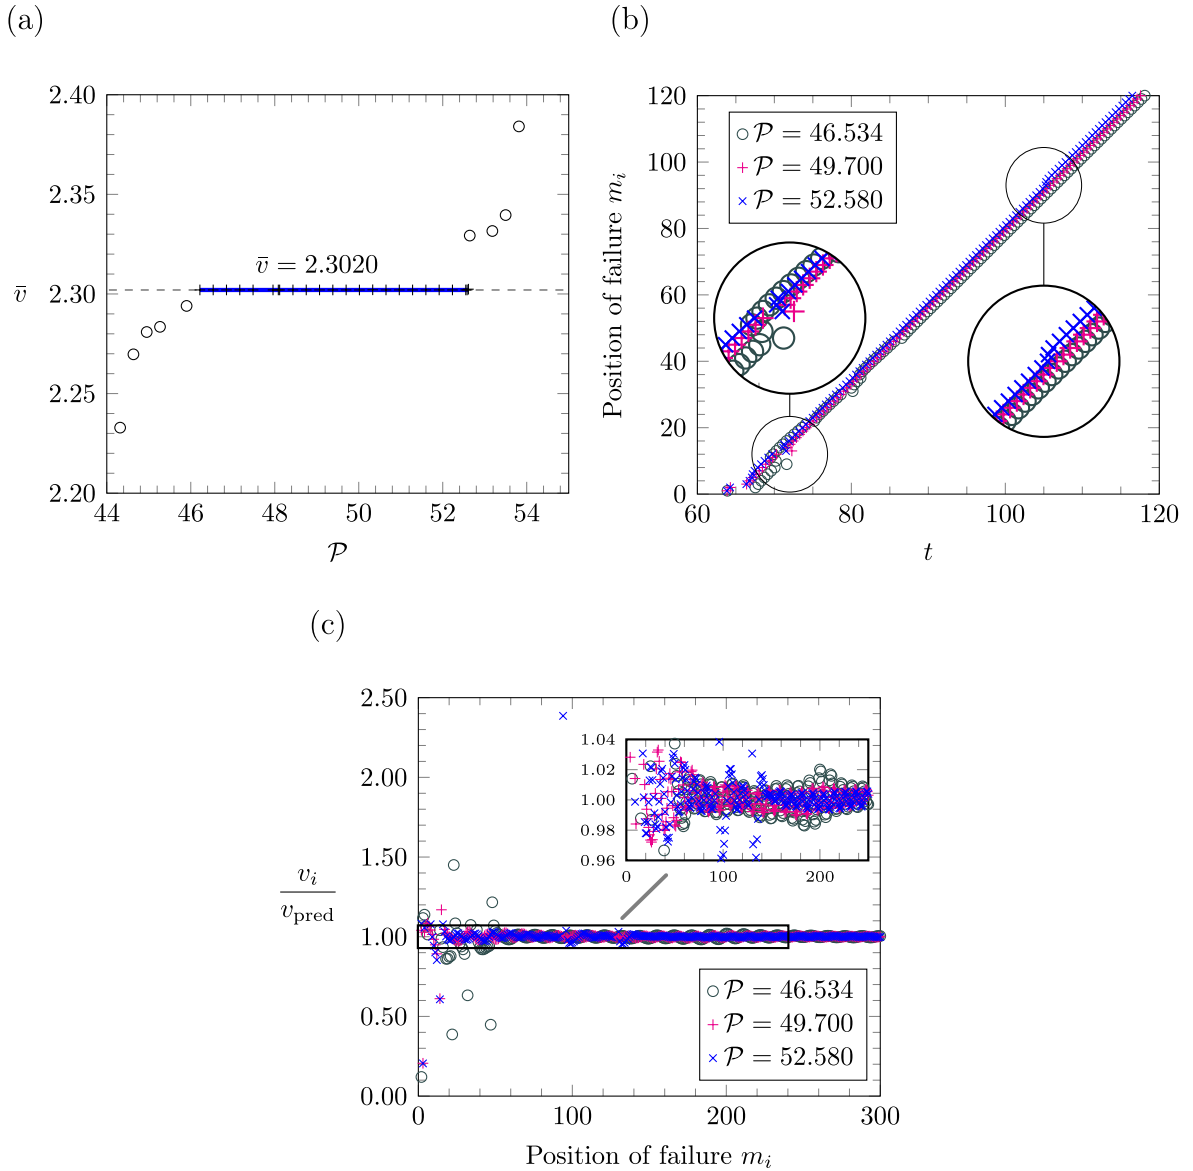 (a)
2.40
2.35
v̄
2.30
2.25
2.20
v̄ = 2.3020
44 46 48 50 52 54
𝒫
(b)
120
100
80
60
40
20
0
Position of failure mᵢ
𝒫 = 46.534
𝒫 = 49.700
𝒫 = 52.580
60 80 100 120
t
(c)
2.50
2.00
1.50
1.00
0.50
0.00
vᵢ
v_pred
1.04
1.02
1.00
0.98
0.96
0 100 200
𝒫 = 46.534
𝒫 = 49.700
𝒫 = 52.580
0 100 200 300
Position of failure mᵢ